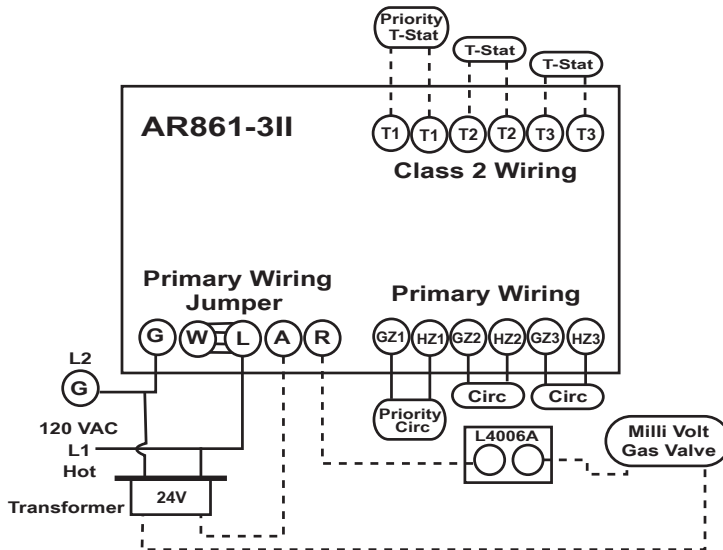 Priority
T-Stat
T-Stat
T-Stat
AR861-3II
T1 T1 T2 T2 T3 T3
Class 2 Wiring
Primary Wiring
Jumper
Primary Wiring
G W L A R
GZ1 HZ1 GZ2 HZ2 GZ3 HZ3
L2
G
Priority
Circ
Circ
Circ
120 VAC
L1
Hot
L4006A
Milli Volt
Gas Valve
Transformer
24V